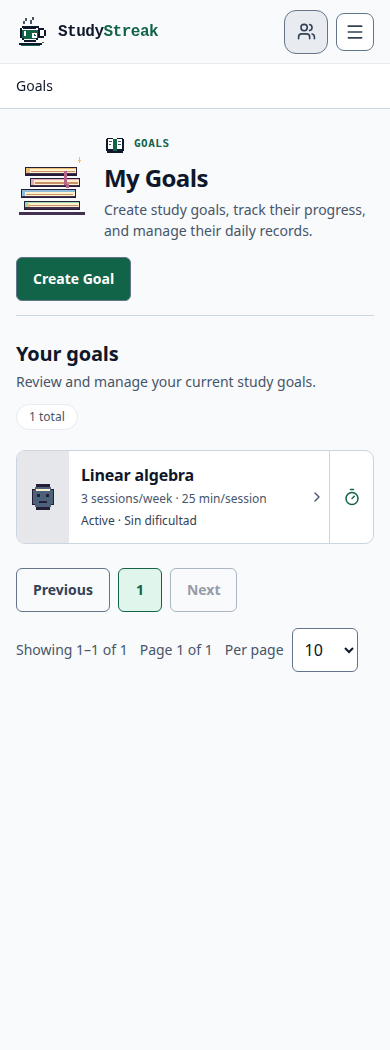 StudyStreak
Goals
GOALS
My Goals
Create study goals, track their progress,
and manage their daily records.
Create Goal
Your goals
Review and manage your current study goals.
1 total
Linear algebra
3 sessions/week · 25 min/session
Active · Sin dificultad
Previous 1 Next
Showing 1–1 of 1 Page 1 of 1 Per page 10